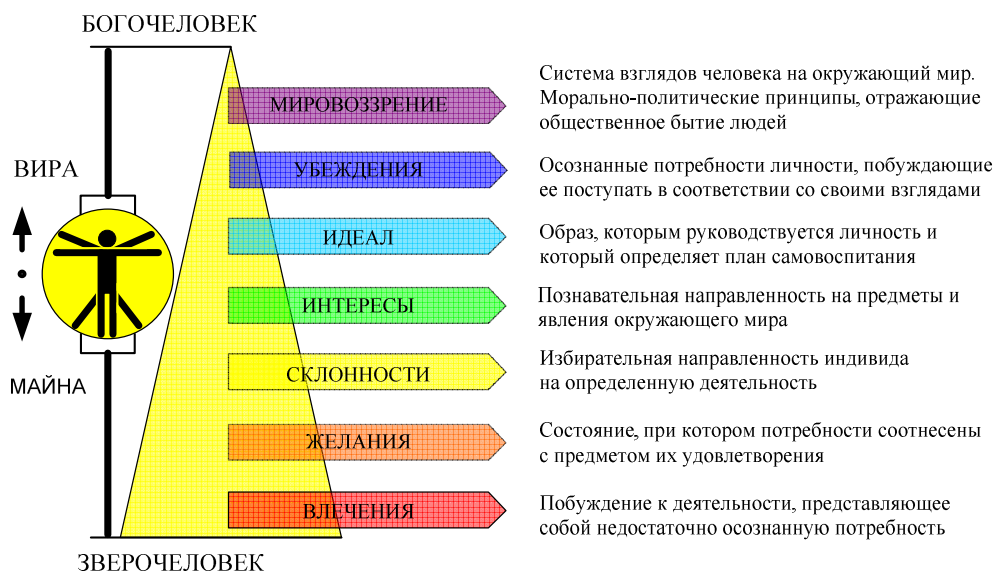 БОГОЧЕЛОВЕК
МИРОВОЗЗРЕНИЕ
Система взглядов человека на окружающий мир.
Морально-политические принципы, отражающие
общественное бытие людей
ВИРА
УБЕЖДЕНИЯ
Осознанные потребности личности, побуждающие
ее поступать в соответствии со своими взглядами
ИДЕАЛ
Образ, которым руководствуется личность и
который определяет план самовоспитания
ИНТЕРЕСЫ
Познавательная направленность на предметы и
явления окружающего мира
МАЙНА
СКЛОННОСТИ
Избирательная направленность индивида
на определенную деятельность
ЖЕЛАНИЯ
Состояние, при котором потребности соотнесены
с предметом их удовлетворения
ВЛЕЧЕНИЯ
Побуждение к деятельности, представляющее
собой недостаточно осознанную потребность
ЗВЕРОЧЕЛОВЕК